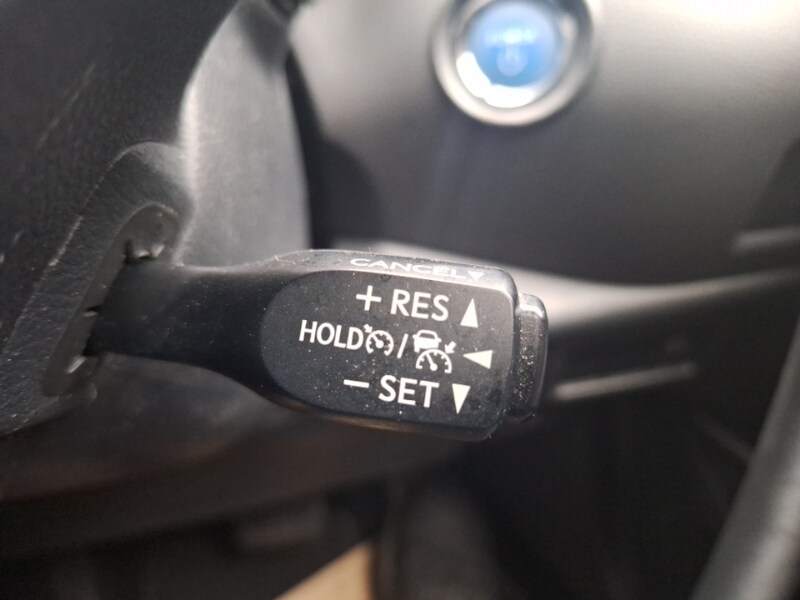 CANCEL▼
+ RES ▲
HOLD / ◀
− SET ▼